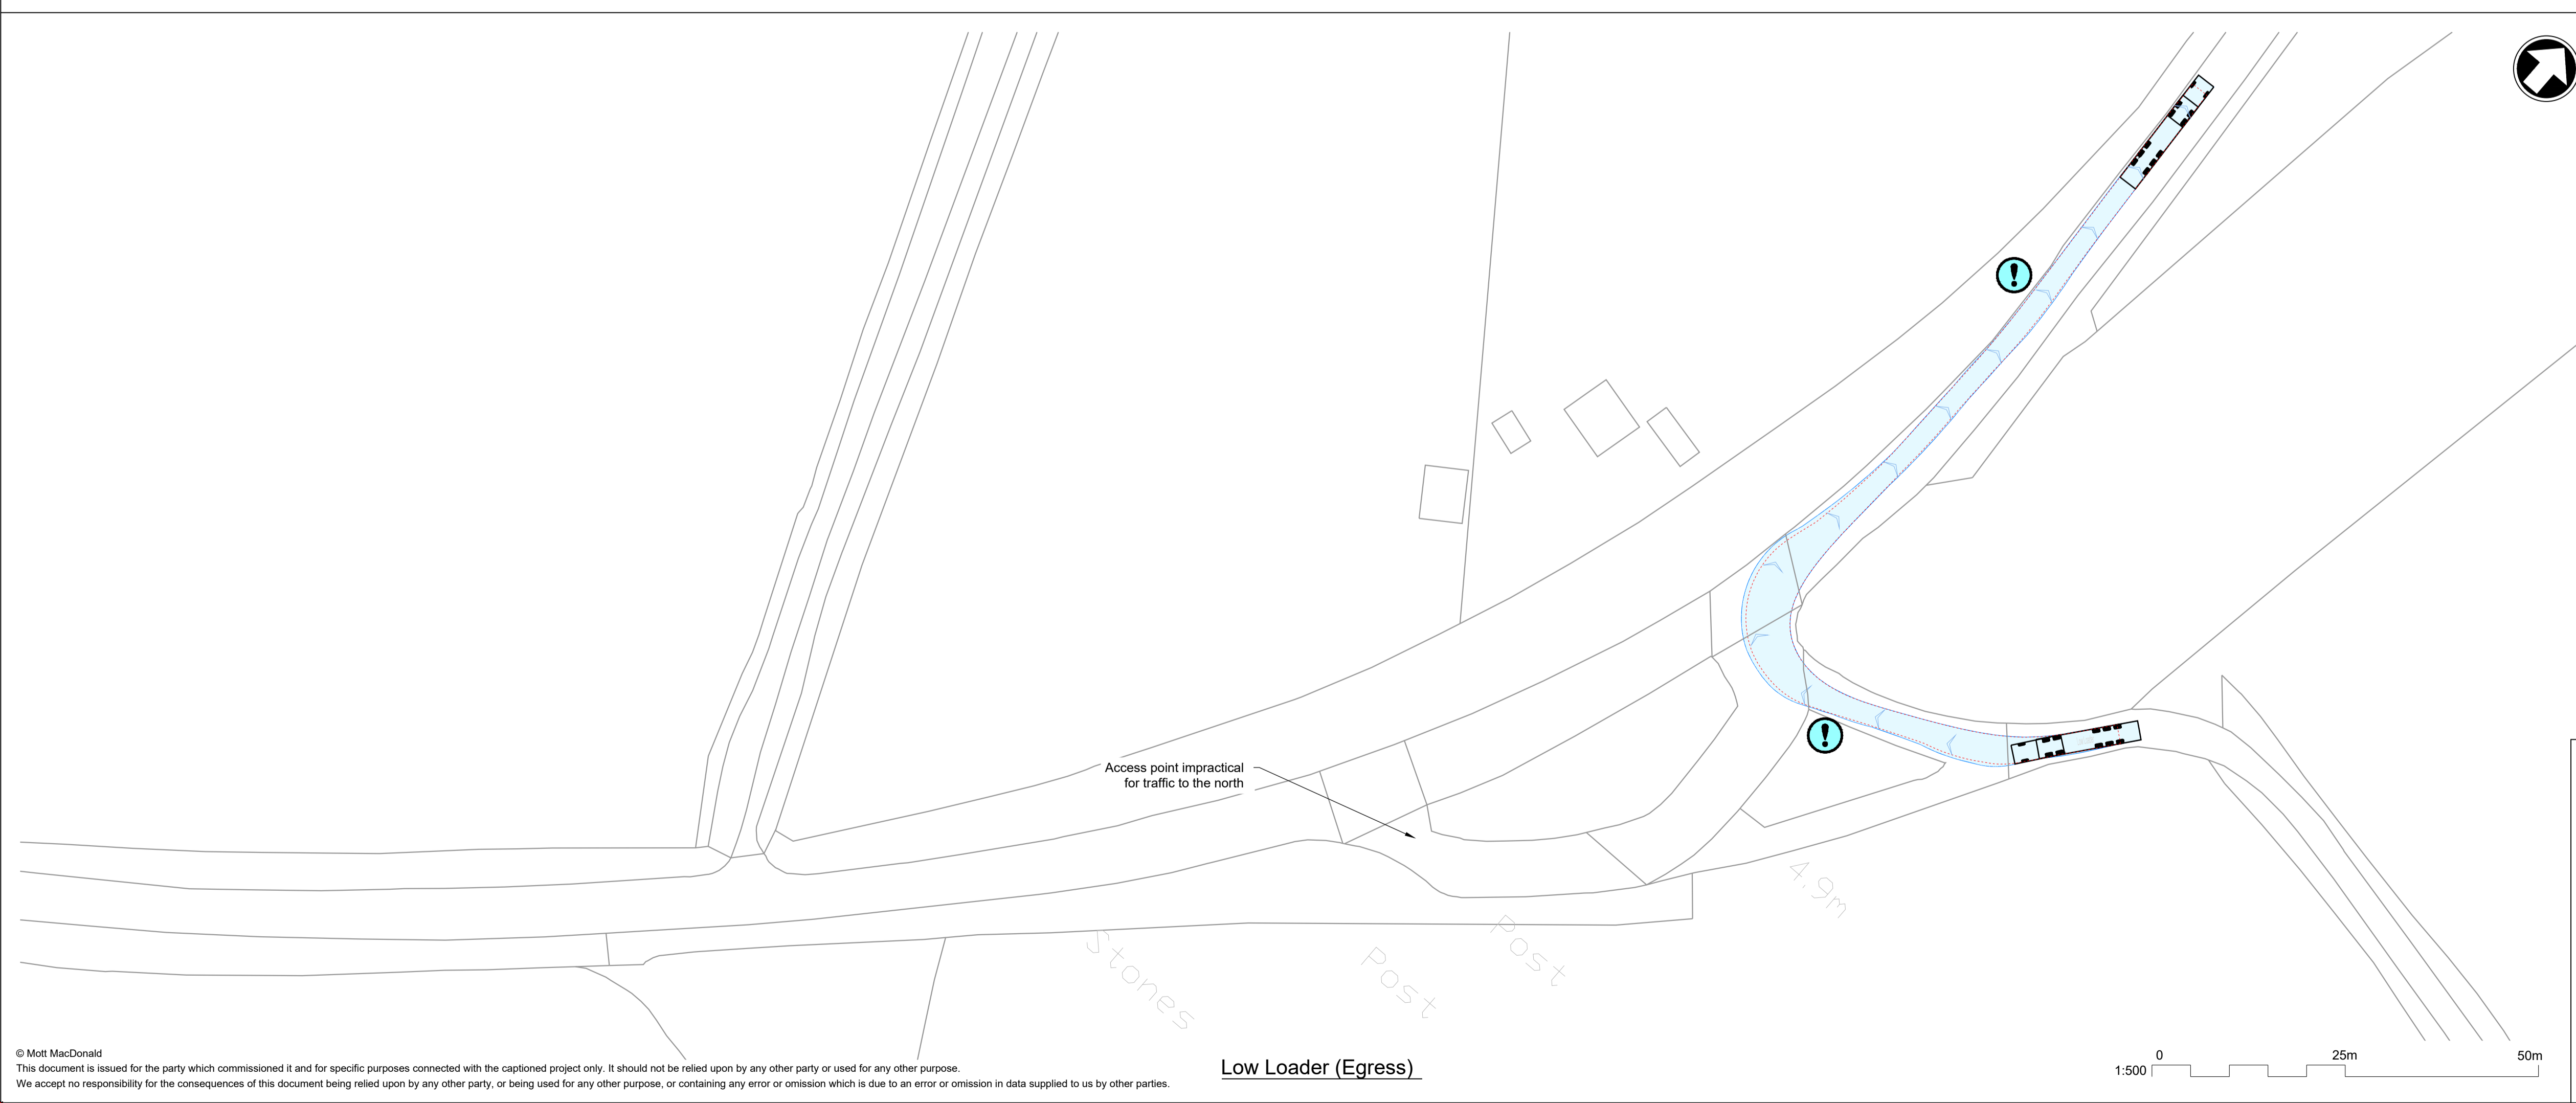 Access point impractical
for traffic to the north
4.9m
Post
Stones
Post
© Mott MacDonald
This document is issued for the party which commissioned it and for specific purposes connected with the captioned project only. It should not be relied upon by any other party or used for any other purpose.
We accept no responsibility for the consequences of this document being relied upon by any other party, or being used for any other purpose, or containing any error or omission which is due to an error or omission in data supplied to us by other parties.
Low Loader (Egress)
0 25m 50m
1:500